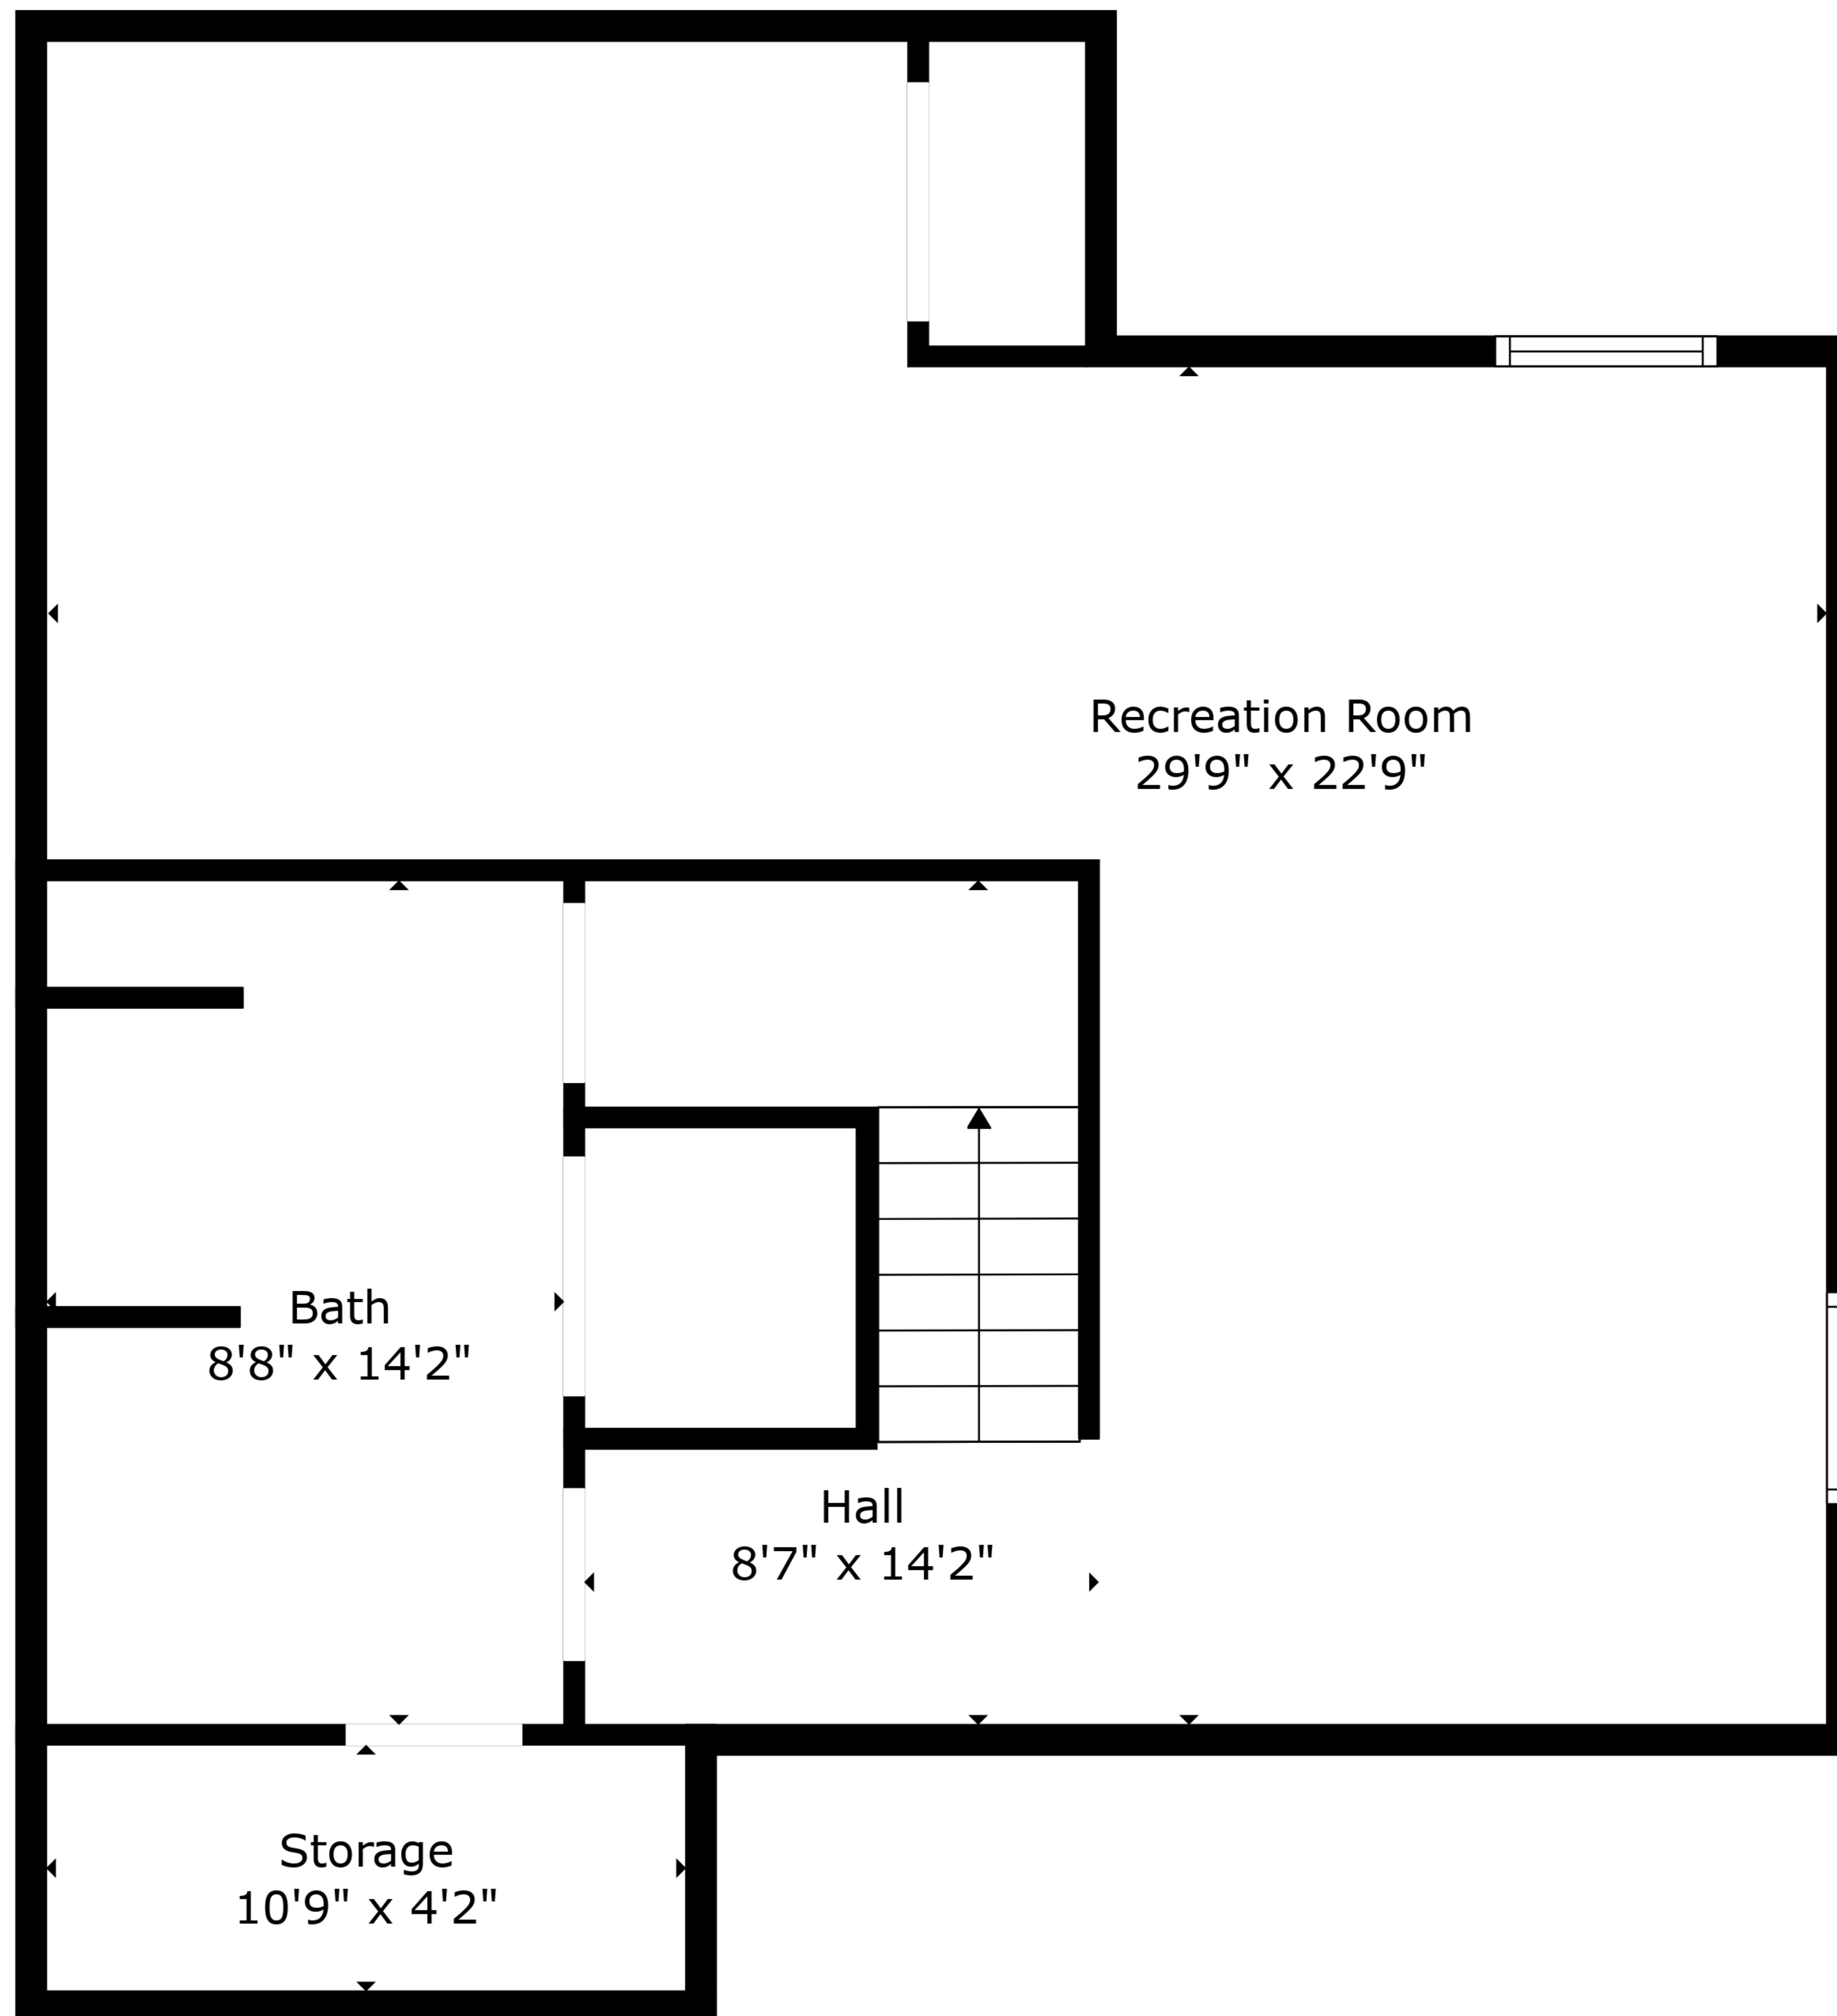 Recreation Room
29'9" x 22'9"
Bath
8'8" x 14'2"
Hall
8'7" x 14'2"
Storage
10'9" x 4'2"